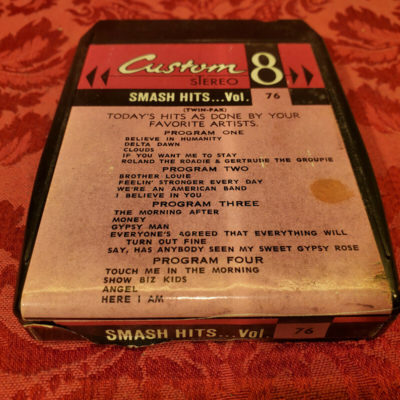 Custom 8
STEREO
SMASH HITS...Vol. 76
(TWIN-PAK)
TODAY'S HITS AS DONE BY YOUR
FAVORITE ARTISTS.
PROGRAM ONE
BELIEVE IN HUMANITY
DELTA DAWN
CLOUDS
IF YOU WANT ME TO STAY
ROLAND THE ROADIE & GERTRUDE THE GROUPIE
PROGRAM TWO
BROTHER LOUIE
FEELIN' STRONGER EVERY DAY
WE'RE AN AMERICAN BAND
I BELIEVE IN YOU
PROGRAM THREE
THE MORNING AFTER
MONEY
GYPSY MAN
EVERYONE'S AGREED THAT EVERYTHING WILL
TURN OUT FINE
SAY, HAS ANYBODY SEEN MY SWEET GYPSY ROSE
PROGRAM FOUR
TOUCH ME IN THE MORNING
SHOW BIZ KIDS
ANGEL
HERE I AM
SMASH HITS...Vol. 76